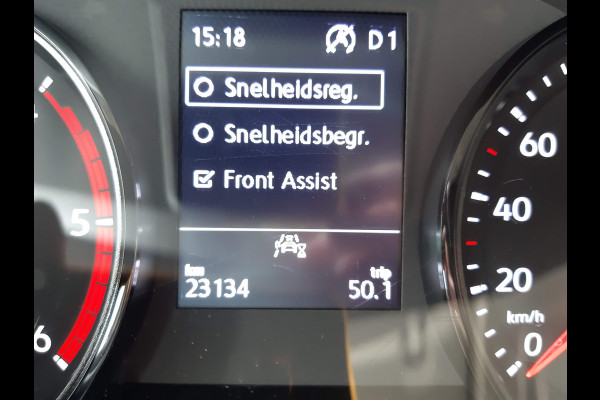 15:18 D1
Snelheidsreg.
Snelheidsbegr.
Front Assist
km trip
23134 50.1
5
6
60
40
20
km/h
0